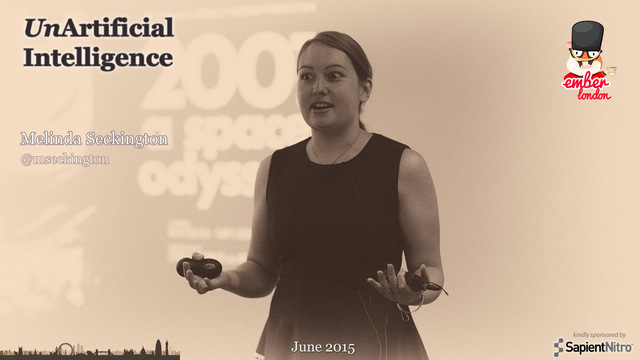 UnArtificial
Intelligence
Melinda Seckington
@mseckington
2001
a space
odyss
ember
london
June 2015
kindly sponsored by
SapientNitro